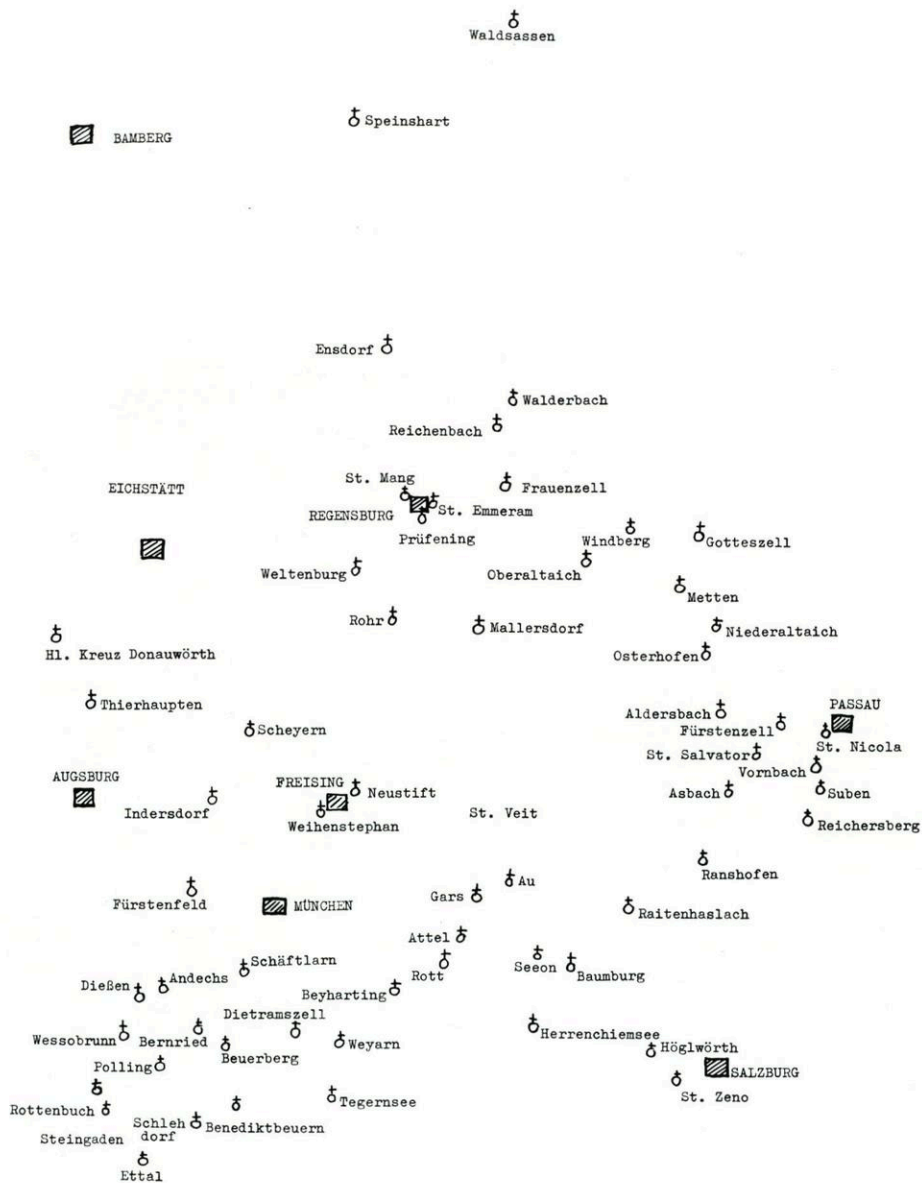 Waldsassen
Speinshart
BAMBERG
Ensdorf
Walderbach
Reichenbach
St. Mang
EICHSTÄTT
Frauenzell
REGENSBURG
St. Emmeram
Prüfening
Windberg
Gotteszell
Weltenburg
Oberaltaich
Metten
Rohr
Mallersdorf
Niederaltaich
Hl. Kreuz Donauwörth
Osterhofen
Thierhaupten
Aldersbach
PASSAU
Scheyern
Fürstenzell
St. Nicola
St. Salvator
Vornbach
AUGSBURG
FREISING
Neustift
Asbach
Suben
Indersdorf
Weihenstephan
St. Veit
Reichersberg
Ranshofen
Au
Fürstenfeld
MÜNCHEN
Gars
Raitenhaslach
Attel
Schäftlarn
Rott
Seeon
Baumburg
Dießen
Andechs
Beyharting
Dietramszell
Wessobrunn
Bernried
Beuerberg
Weyarn
Herrenchiemsee
Höglwörth
Polling
SALZBURG
Tegernsee
St. Zeno
Rottenbuch
Steingaden
Schleh
dorf
Benediktbeuern
Ettal